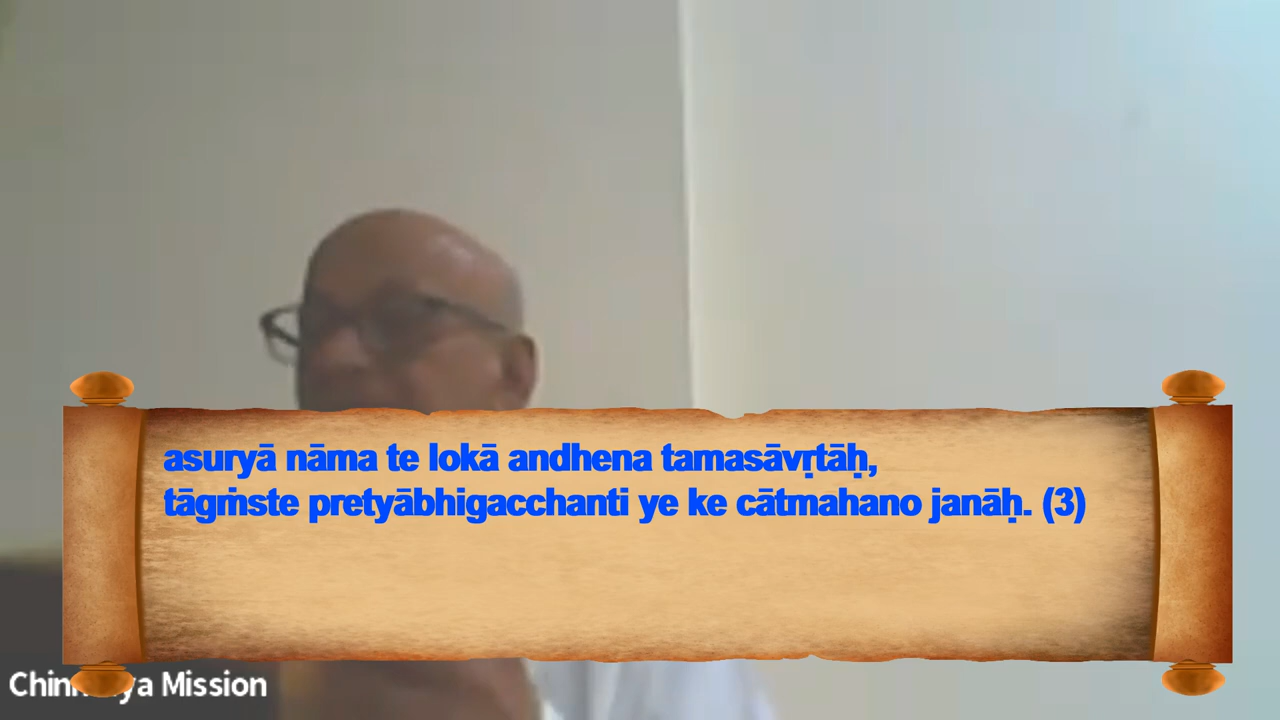 asuryā nāma te lokā andhena tamasāvṛtāḥ,
tāgṁste pretyābhigacchanti ye ke cātmahano janāḥ. (3)
Mission